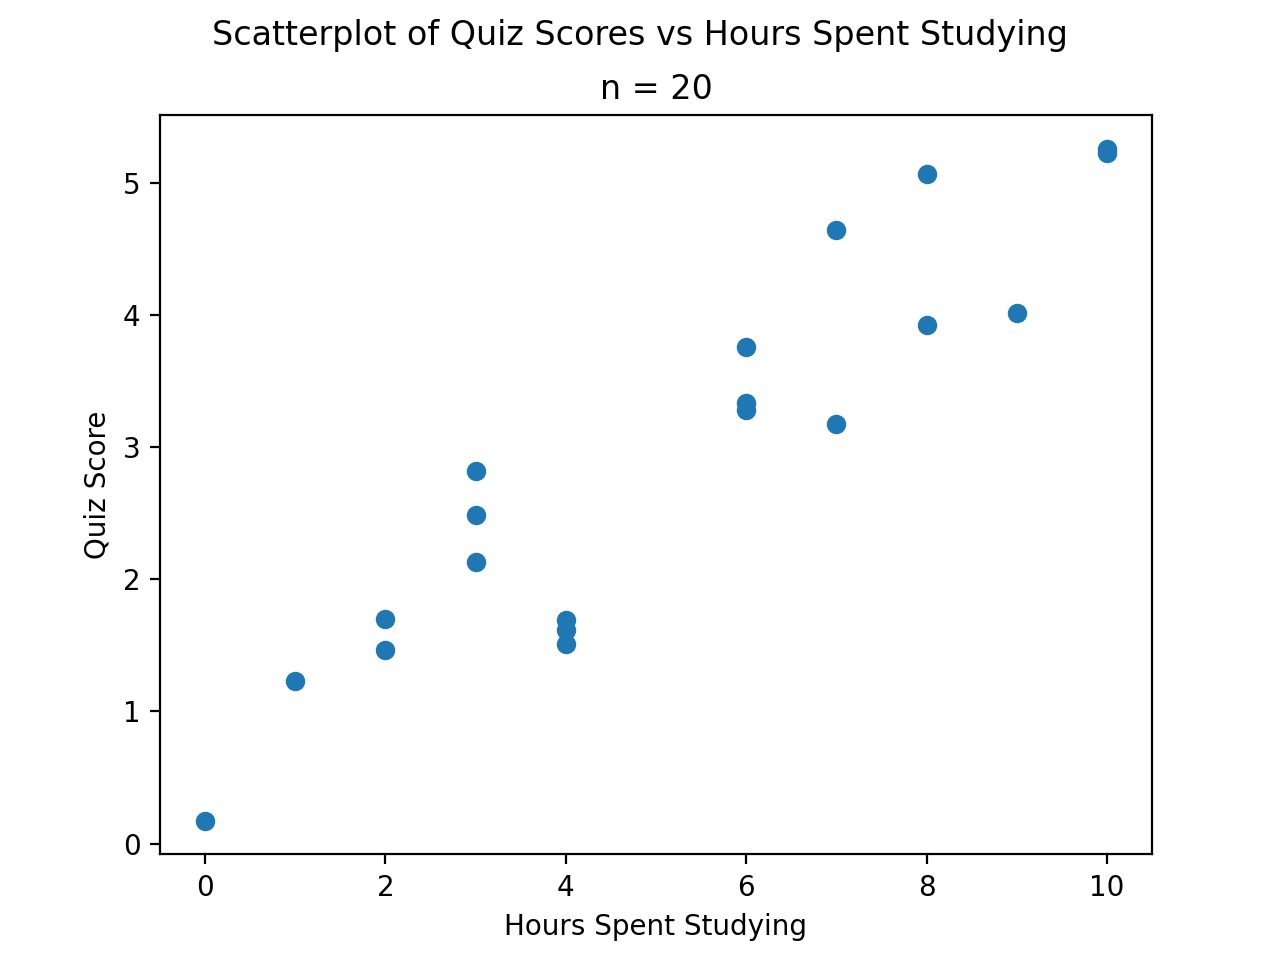 Scatterplot of Quiz Scores vs Hours Spent Studying
n = 20
5
4
3
2
1
0
Quiz Score
0 2 4 6 8 10
Hours Spent Studying